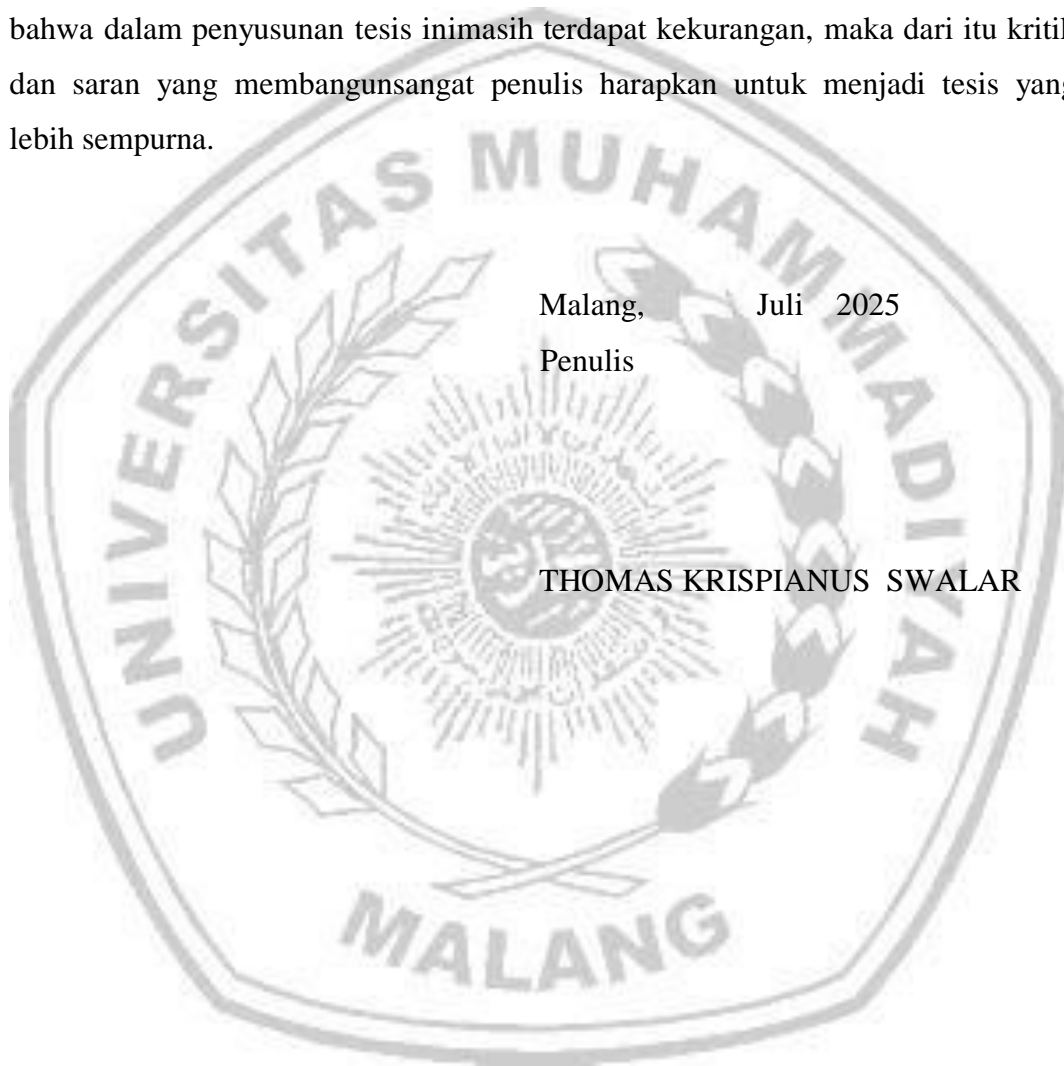 bahwa dalam penyusunan tesis inimasih terdapat kekurangan, maka dari itu kritik
dan saran yang membangunsangat penulis harapkan untuk menjadi tesis yang
lebih sempurna.
Malang, Juli 2025
Penulis
THOMAS KRISPIANUS SWALAR
UNIVERSITAS MUHAMMADIYAH
MALANG